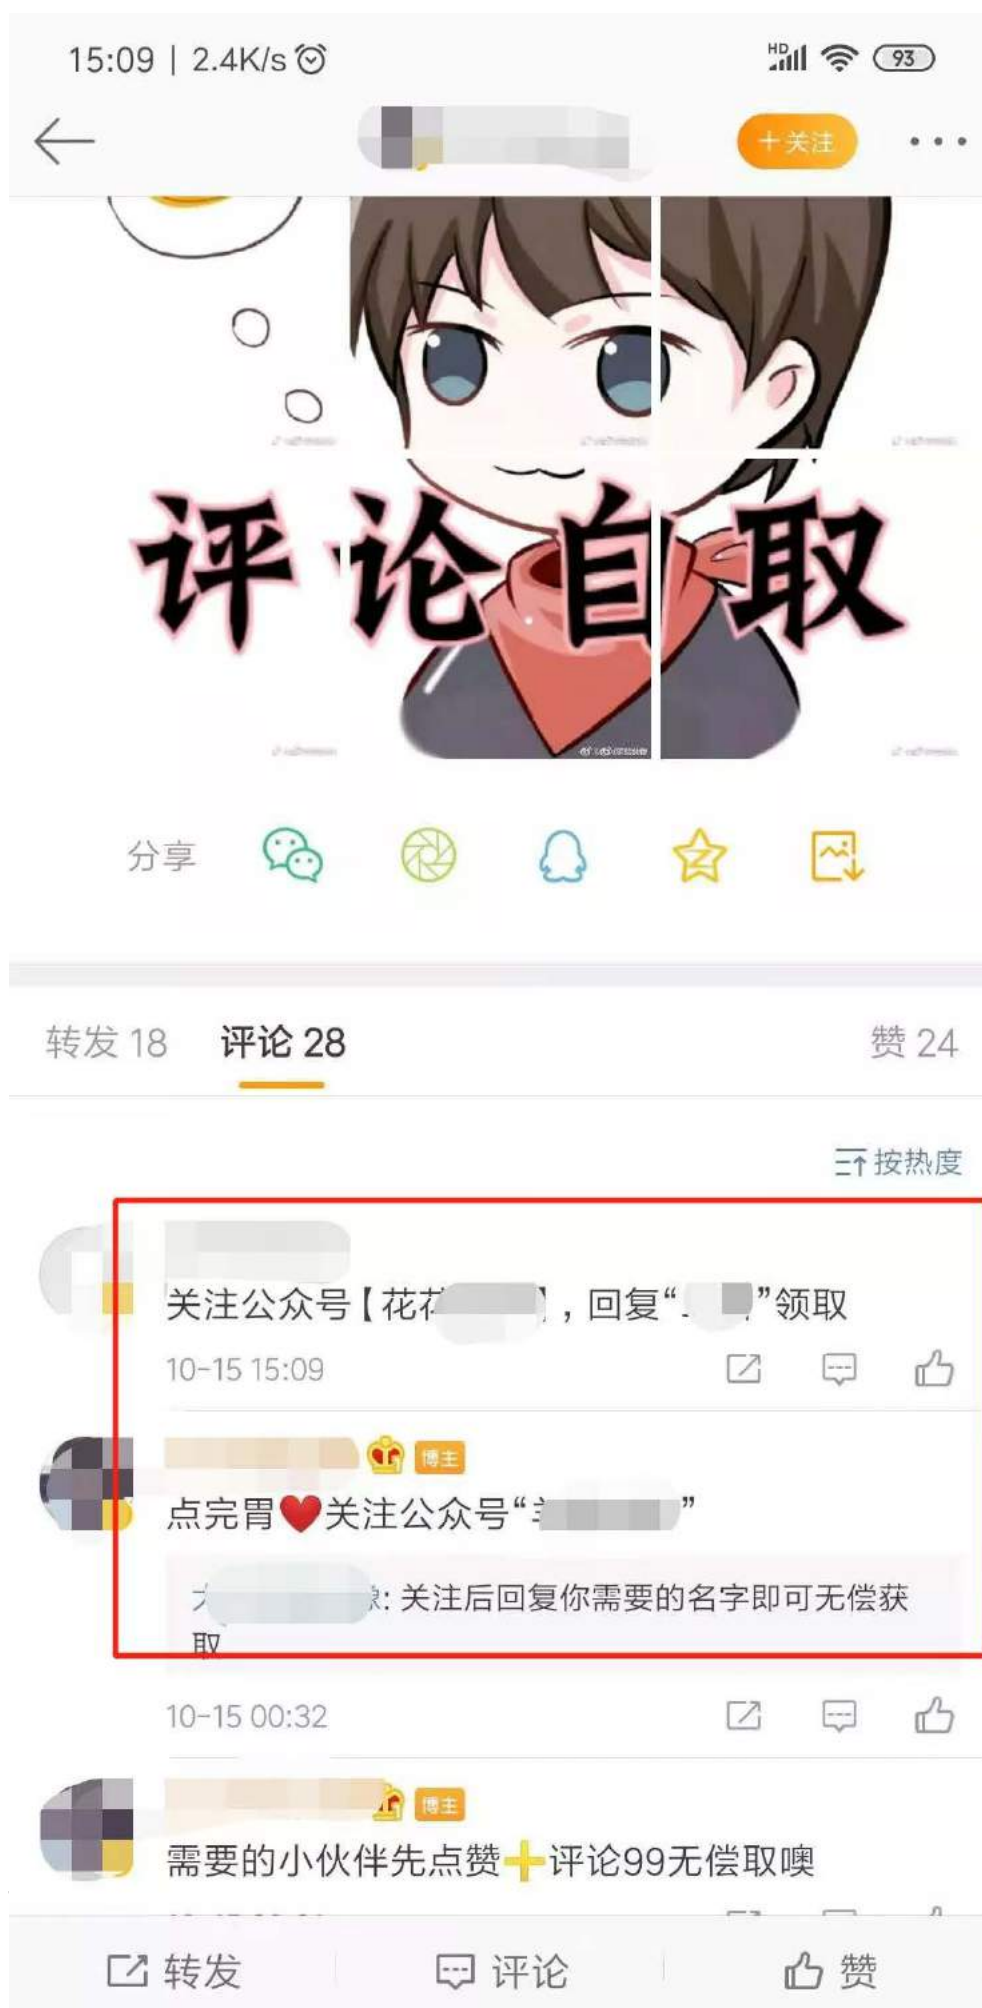 15:09 | 2.4K/s
HD 93
+关注
评论自取
分享
转发 18 评论 28 赞 24
按热度
关注公众号【花花】，回复“”领取
10-15 15:09
博主
点完胃❤关注公众号“”
: 关注后回复你需要的名字即可无偿获
取
10-15 00:32
博主
需要的小伙伴先点赞➕评论99无偿取噢
转发 评论 赞